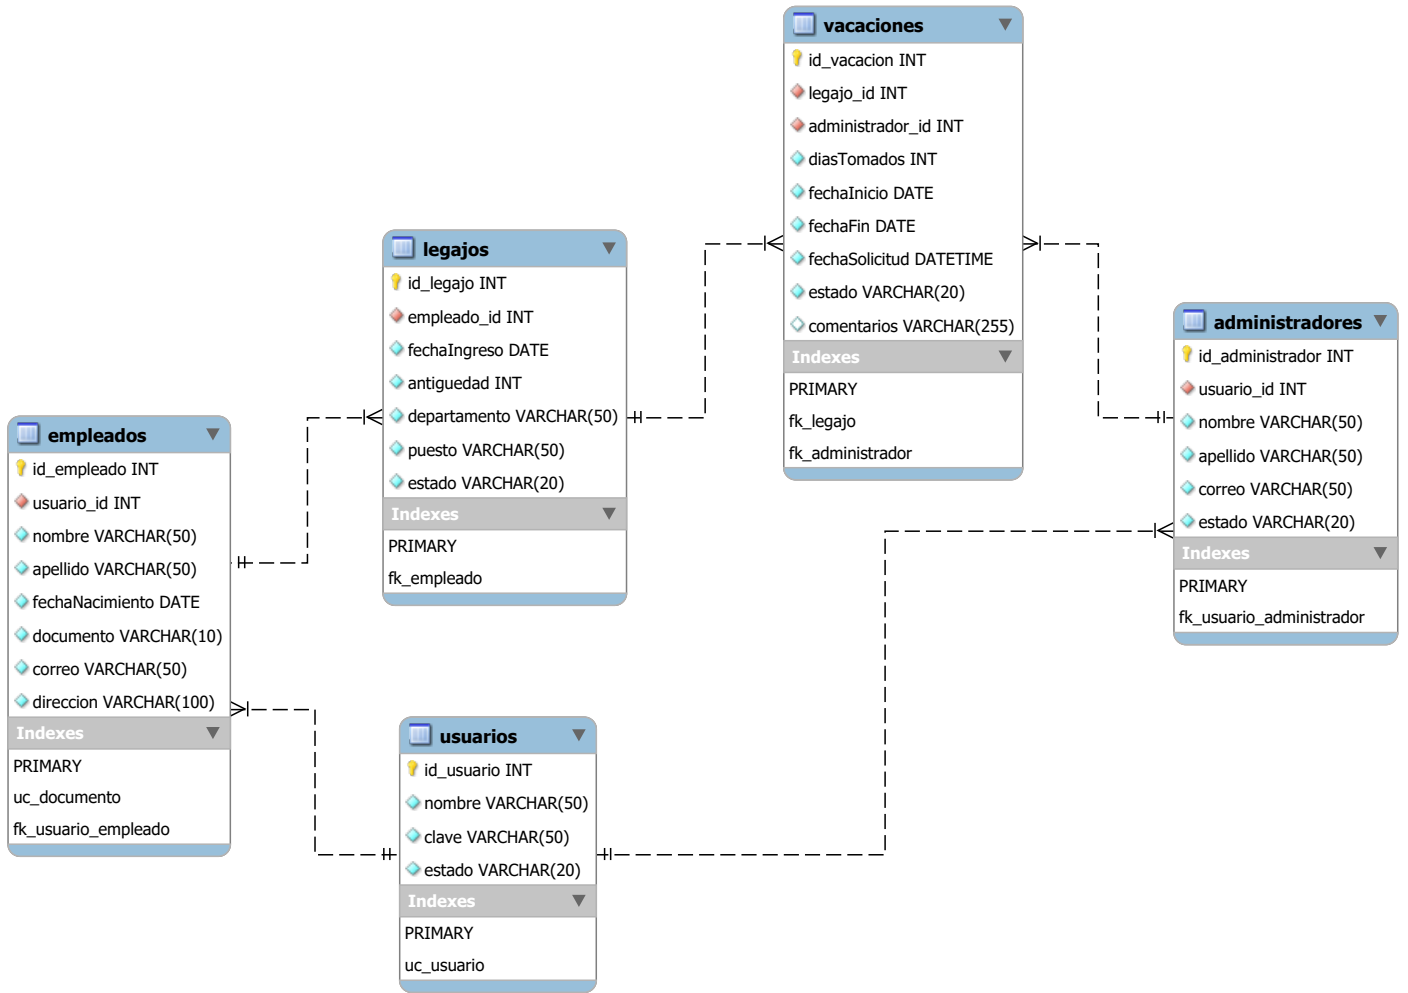 vacaciones
id_vacacion INT
legajo_id INT
administrador_id INT
diasTomados INT
fechaInicio DATE
fechaFin DATE
fechaSolicitud DATETIME
estado VARCHAR(20)
comentarios VARCHAR(255)
Indexes
PRIMARY
fk_legajo
fk_administrador
legajos
id_legajo INT
empleado_id INT
fechaIngreso DATE
antiguedad INT
departamento VARCHAR(50)
puesto VARCHAR(50)
estado VARCHAR(20)
Indexes
PRIMARY
fk_empleado
administradores
id_administrador INT
usuario_id INT
nombre VARCHAR(50)
apellido VARCHAR(50)
correo VARCHAR(50)
estado VARCHAR(20)
Indexes
PRIMARY
fk_usuario_administrador
empleados
id_empleado INT
usuario_id INT
nombre VARCHAR(50)
apellido VARCHAR(50)
fechaNacimiento DATE
documento VARCHAR(10)
correo VARCHAR(50)
direccion VARCHAR(100)
Indexes
PRIMARY
uc_documento
fk_usuario_empleado
usuarios
id_usuario INT
nombre VARCHAR(50)
clave VARCHAR(50)
estado VARCHAR(20)
Indexes
PRIMARY
uc_usuario